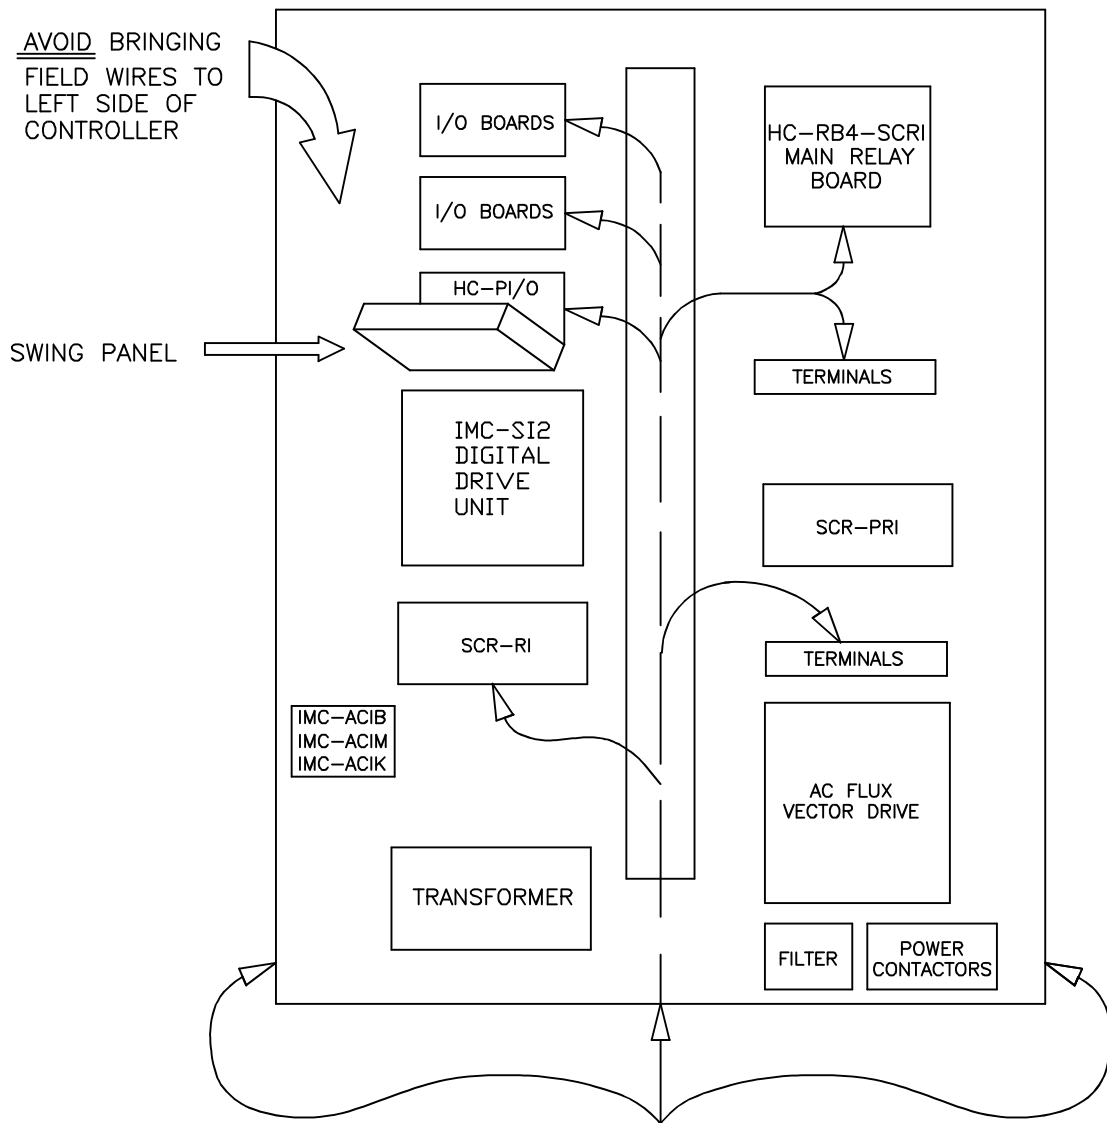 AVOID BRINGING
FIELD WIRES TO
LEFT SIDE OF
CONTROLLER
I/O BOARDS
I/O BOARDS
HC-PI/O
SWING PANEL
IMC-SI2
DIGITAL
DRIVE
UNIT
SCR-RI
IMC-ACIB
IMC-ACIM
IMC-ACIK
TRANSFORMER
HC-RB4-SCRI
MAIN RELAY
BOARD
TERMINALS
SCR-PRI
TERMINALS
AC FLUX
VECTOR DRIVE
FILTER
POWER
CONTACTORS